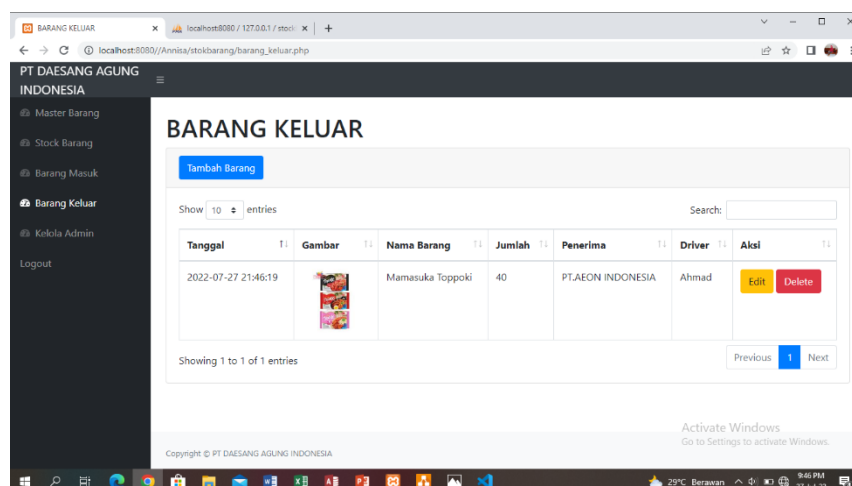 BARANG KELUAR
localhost:8080 / 127.0.0.1 / stock
localhost:8080//Annisa/stokbarang/barang_keluar.php
PT DAESANG AGUNG
INDONESIA
Master Barang
Stock Barang
Barang Masuk
Barang Keluar
Kelola Admin
Logout
BARANG KELUAR
Tambah Barang
Show 10 entries
Search:
Tanggal Gambar Nama Barang Jumlah Penerima Driver Aksi
2022-07-27 21:46:19 Mamasuka Toppoki 40 PT.AEON INDONESIA Ahmad Edit Delete
Showing 1 to 1 of 1 entries
Previous 1 Next
Activate Windows
Go to Settings to activate Windows.
Copyright © PT DAESANG AGUNG INDONESIA
29°C Berawan
9:46 PM